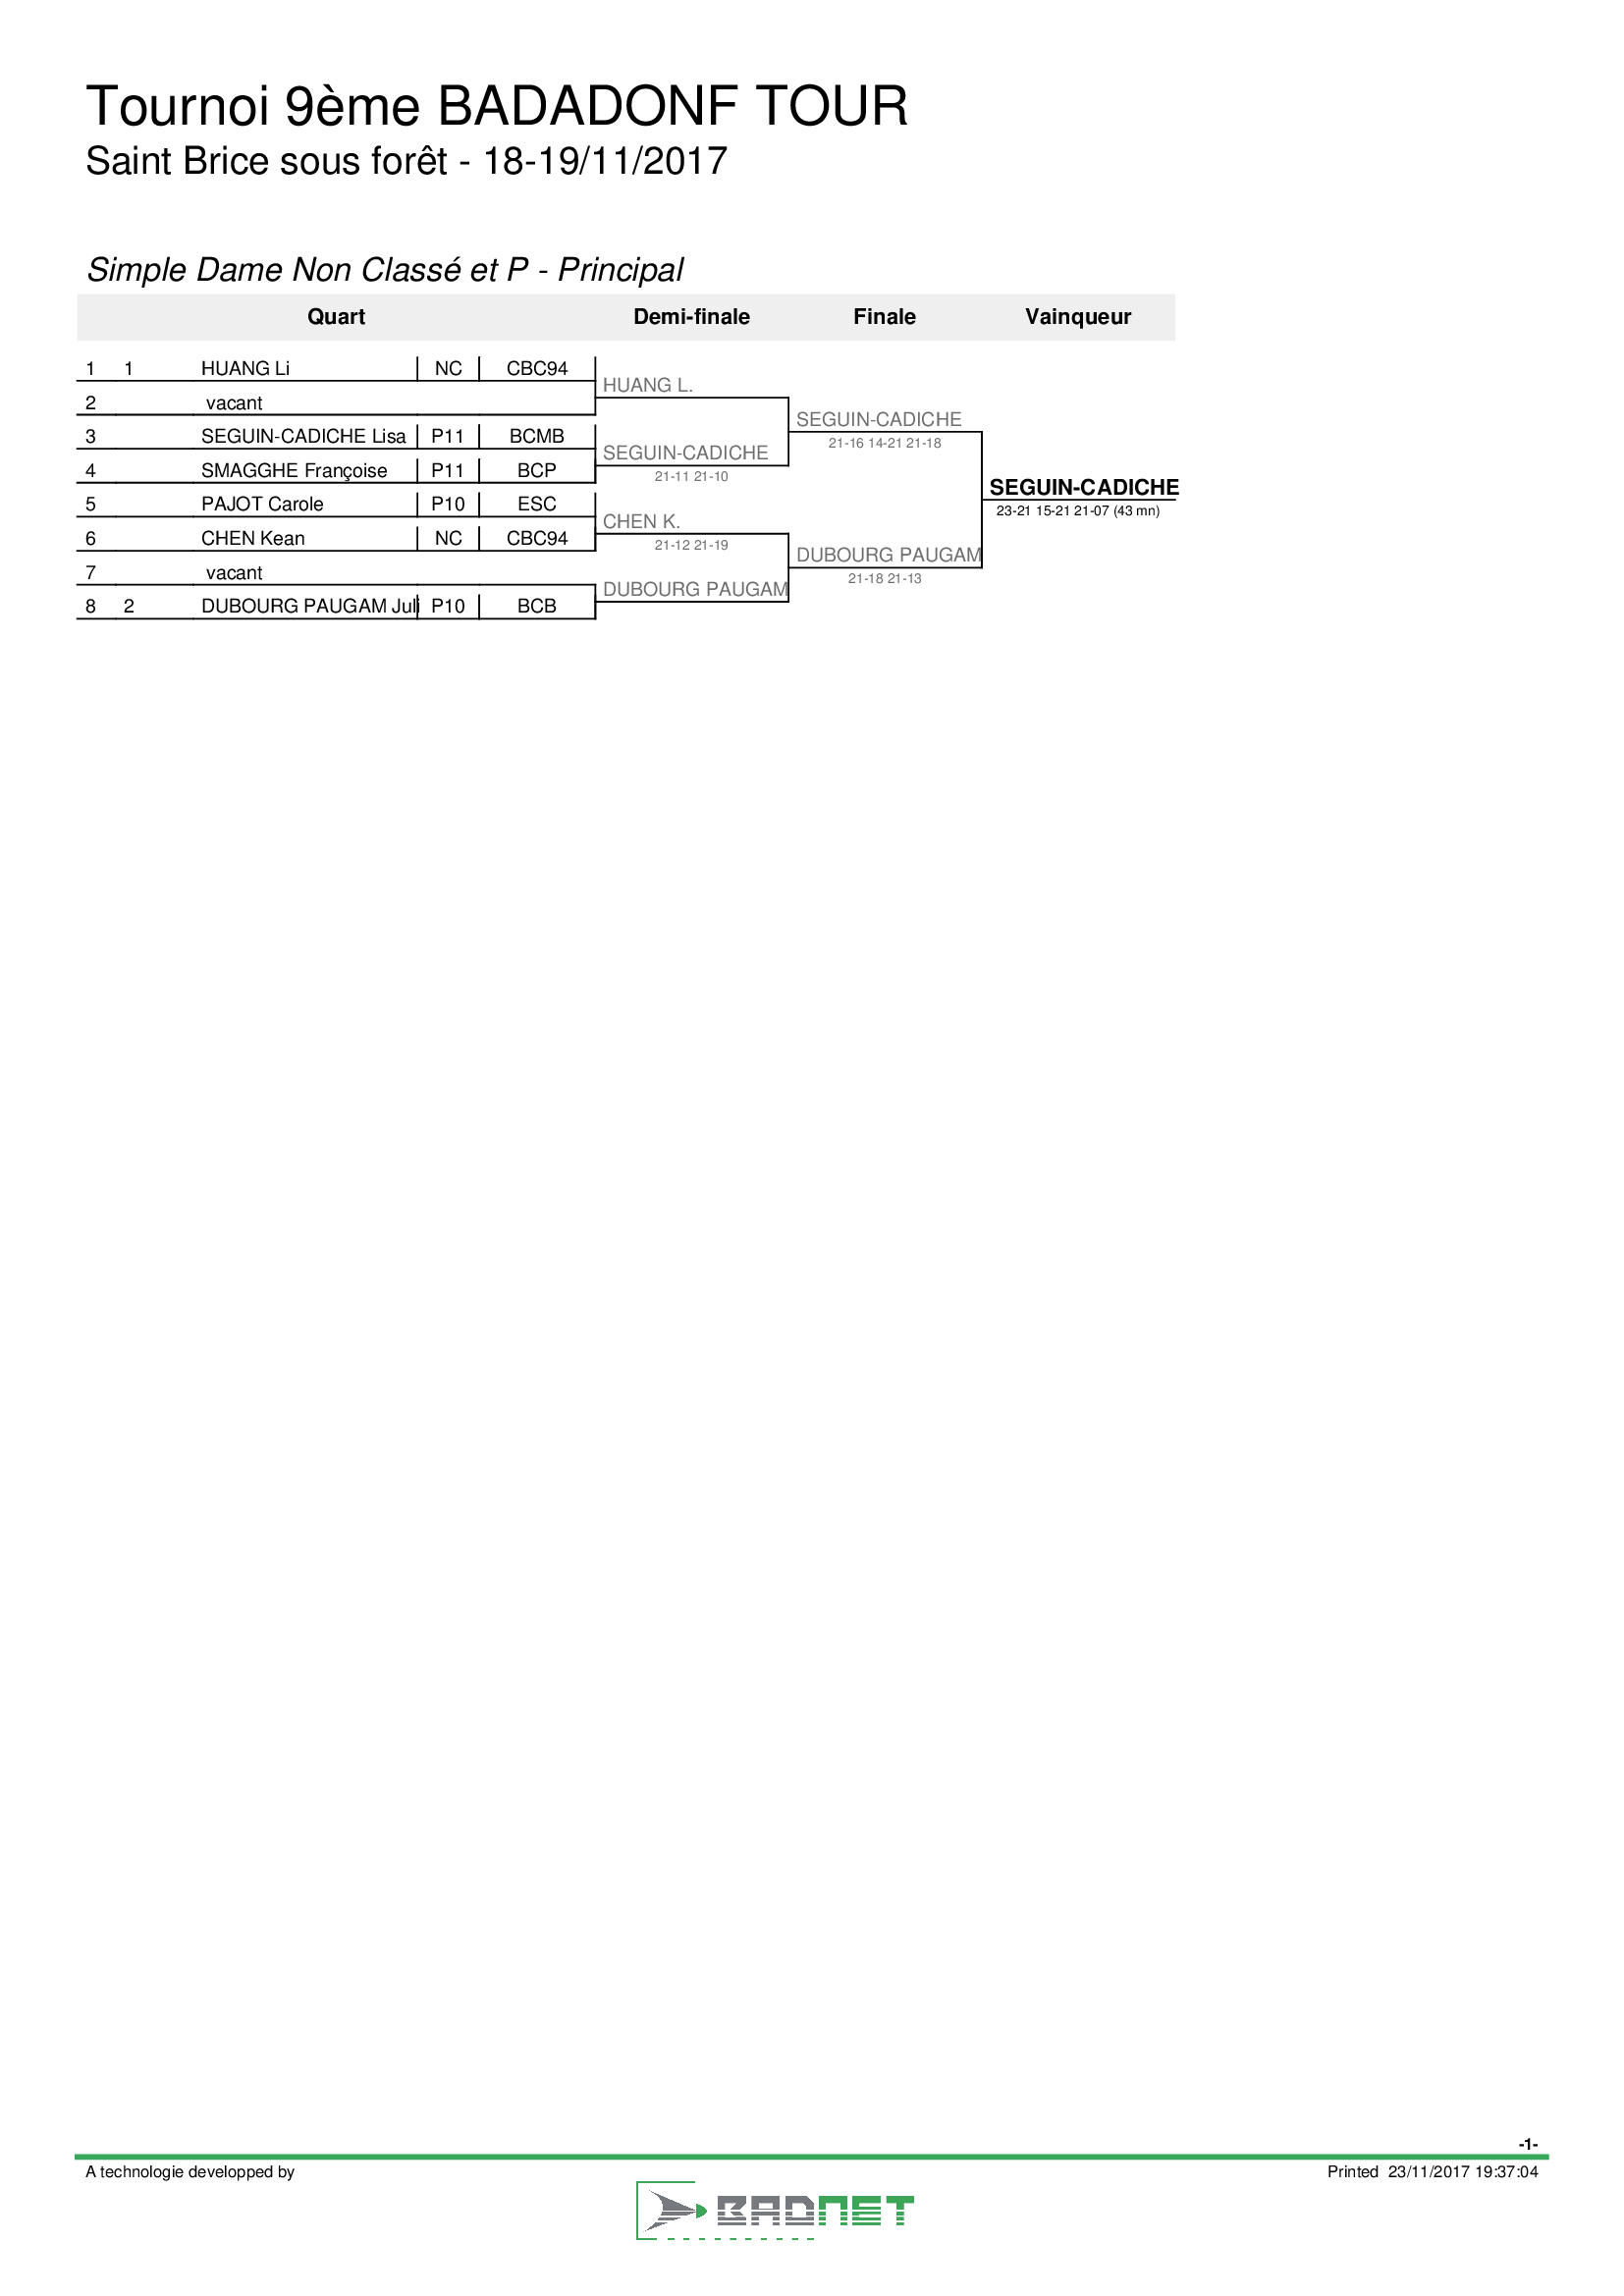 Tournoi 9ème BADADONF TOUR
Saint Brice sous forêt - 18-19/11/2017
Simple Dame Non Classé et P - Principal
Quart Demi-finale Finale Vainqueur
1 1 HUANG Li NC CBC94
HUANG L.
2 vacant
SEGUIN-CADICHE
21-16 14-21 21-18
3 SEGUIN-CADICHE Lisa P11 BCMB
SEGUIN-CADICHE
21-11 21-10
4 SMAGGHE Françoise P11 BCP
SEGUIN-CADICHE
23-21 15-21 21-07 (43 mn)
5 PAJOT Carole P10 ESC
CHEN K.
21-12 21-19
6 CHEN Kean NC CBC94
DUBOURG PAUGAM
21-18 21-13
7 vacant
DUBOURG PAUGAM
8 2 DUBOURG PAUGAM Juli P10 BCB
-1-
A technologie developped by
Printed 23/11/2017 19:37:04
BADNET